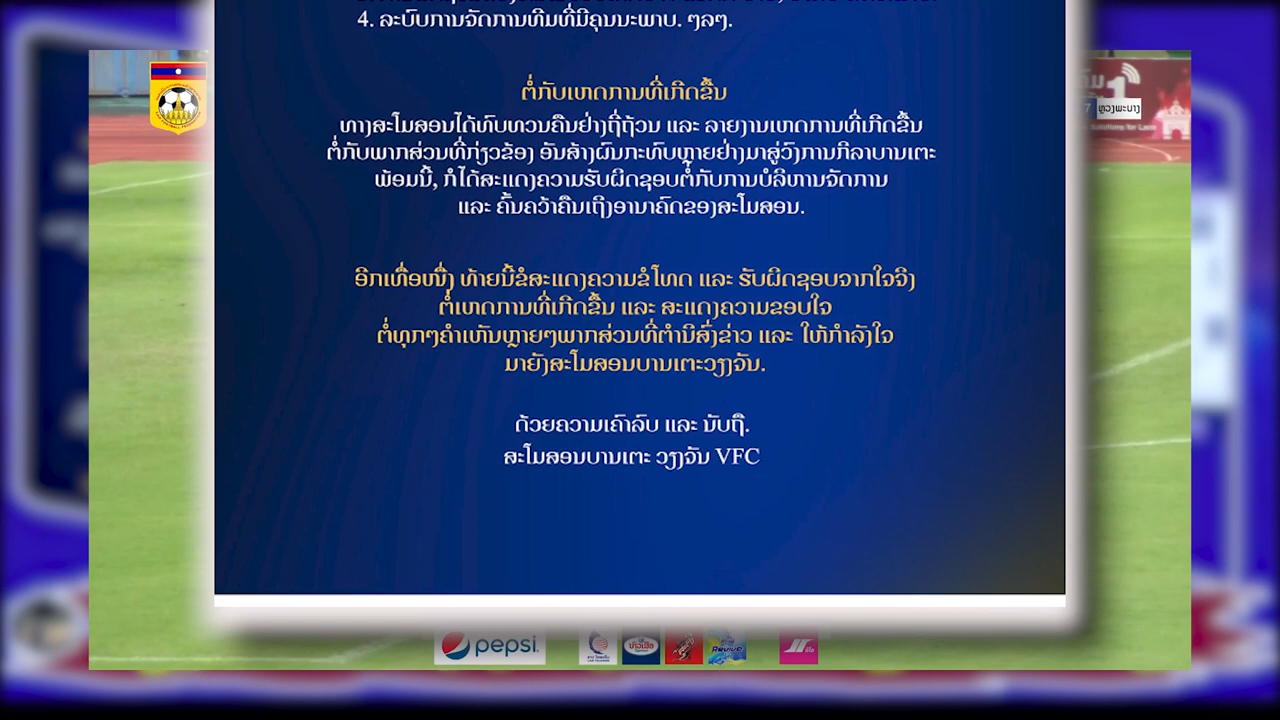 4. ລະບົບການຈັດການທີມທີ່ມີຄຸນນະພາບ. ໆລໆ.
ຕໍ່ກັບເຫດການທີ່ເກີດຂຶ້ນ
ທາງສະໂມສອນໄດ້ທົບທວນຄືນຢ່າງຖີ່ຖ້ວນ ແລະ ລາຍງານເຫດການທີ່ເກີດຂຶ້ນ
ຕໍ່ກັບພາກສ່ວນທີ່ກ່ຽວຂ້ອງ ອັນສ້າງຜົນກະທົບຫຼາຍຢ່າງມາສູ່ວົງການກີລາບານເຕະ
ພ້ອມນີ້, ກໍໄດ້ສະແດງຄວາມຮັບຜິດຊອບຕໍ່ກັບການບໍລິຫານຈັດການ
ແລະ ຄົ້ນຄວ້າຄືນເຖິງອານາຄົດຂອງສະໂມສອນ.
ອີກເທື່ອໜຶ່ງ ທ້າຍນີ້ຂໍສະແດງຄວາມຂໍໂທດ ແລະ ຮັບຜິດຊອບຈາກໃຈຈິງ
ຕໍ່ເຫດການທີ່ເກີດຂຶ້ນ ແລະ ສະແດງຄວາມຂອບໃຈ
ຕໍ່ທຸກໆຄຳເຫັນຫຼາຍໆພາກສ່ວນທີ່ຕຳນິສົ່ງຂ່າວ ແລະ ໃຫ້ກຳລັງໃຈ
ມາຍັງສະໂມສອນບານເຕະວຽງຈັນ.
ດ້ວຍຄວາມເຄົາລົບ ແລະ ນັບຖື.
ສະໂມສອນບານເຕະ ວຽງຈັນ VFC
7 ຫຼວງພະບາງ
pepsi
Revive